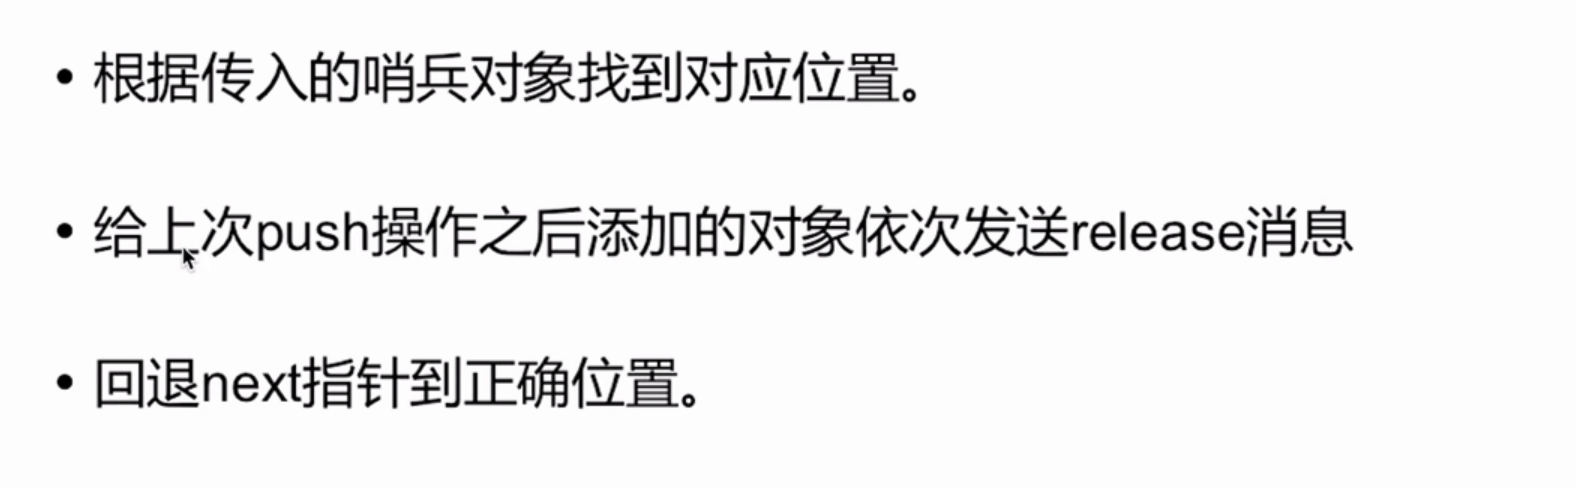 • 根据传入的哨兵对象找到对应位置。
• 给上次push操作之后添加的对象依次发送release消息
• 回退next指针到正确位置。